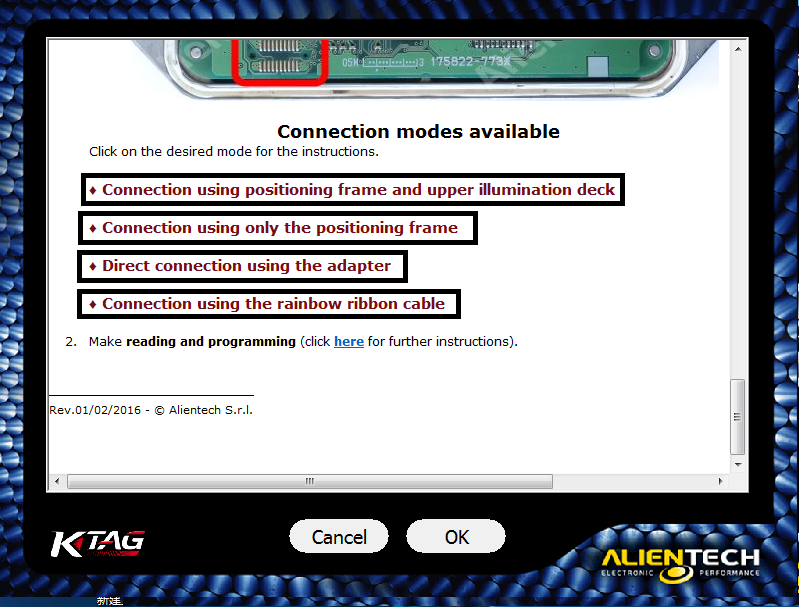 175822-773X
Connection modes available
Click on the desired mode for the instructions.
♦ Connection using positioning frame and upper illumination deck
♦ Connection using only the positioning frame
♦ Direct connection using the adapter
♦ Connection using the rainbow ribbon cable
2. Make reading and programming (click here for further instructions).
Rev.01/02/2016 - © Alientech S.r.l.
KTAG
Cancel
OK
ALIENTECH
ELECTRONIC PERFORMANCE
新建